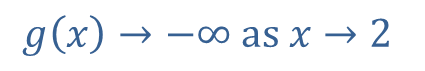 g(x) → −∞ as x → 2